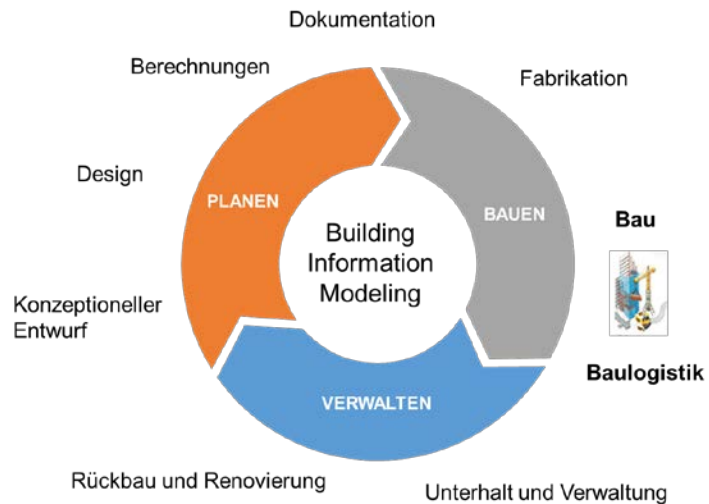 Dokumentation
Berechnungen
Fabrikation
Design
PLANEN
BAUEN
Bau
Building
Information
Modeling
Konzeptioneller
Entwurf
Baulogistik
VERWALTEN
Rückbau und Renovierung
Unterhalt und Verwaltung